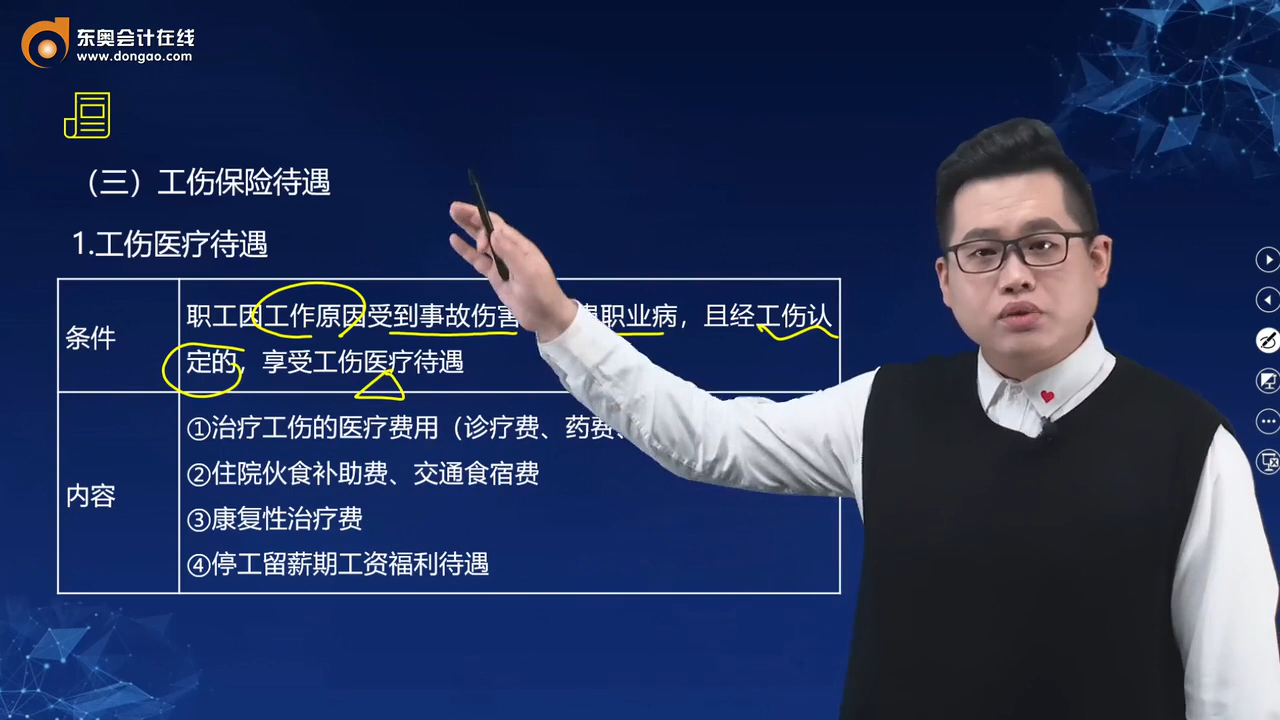 东奥会计在线
www.dongao.com
（三）工伤保险待遇
1.工伤医疗待遇
条件
职工因工作原因受到事故伤害 患职业病，且经工伤认
定的，享受工伤医疗待遇
内容
①治疗工伤的医疗费用（诊疗费、药费、
②住院伙食补助费、交通食宿费
③康复性治疗费
④停工留薪期工资福利待遇